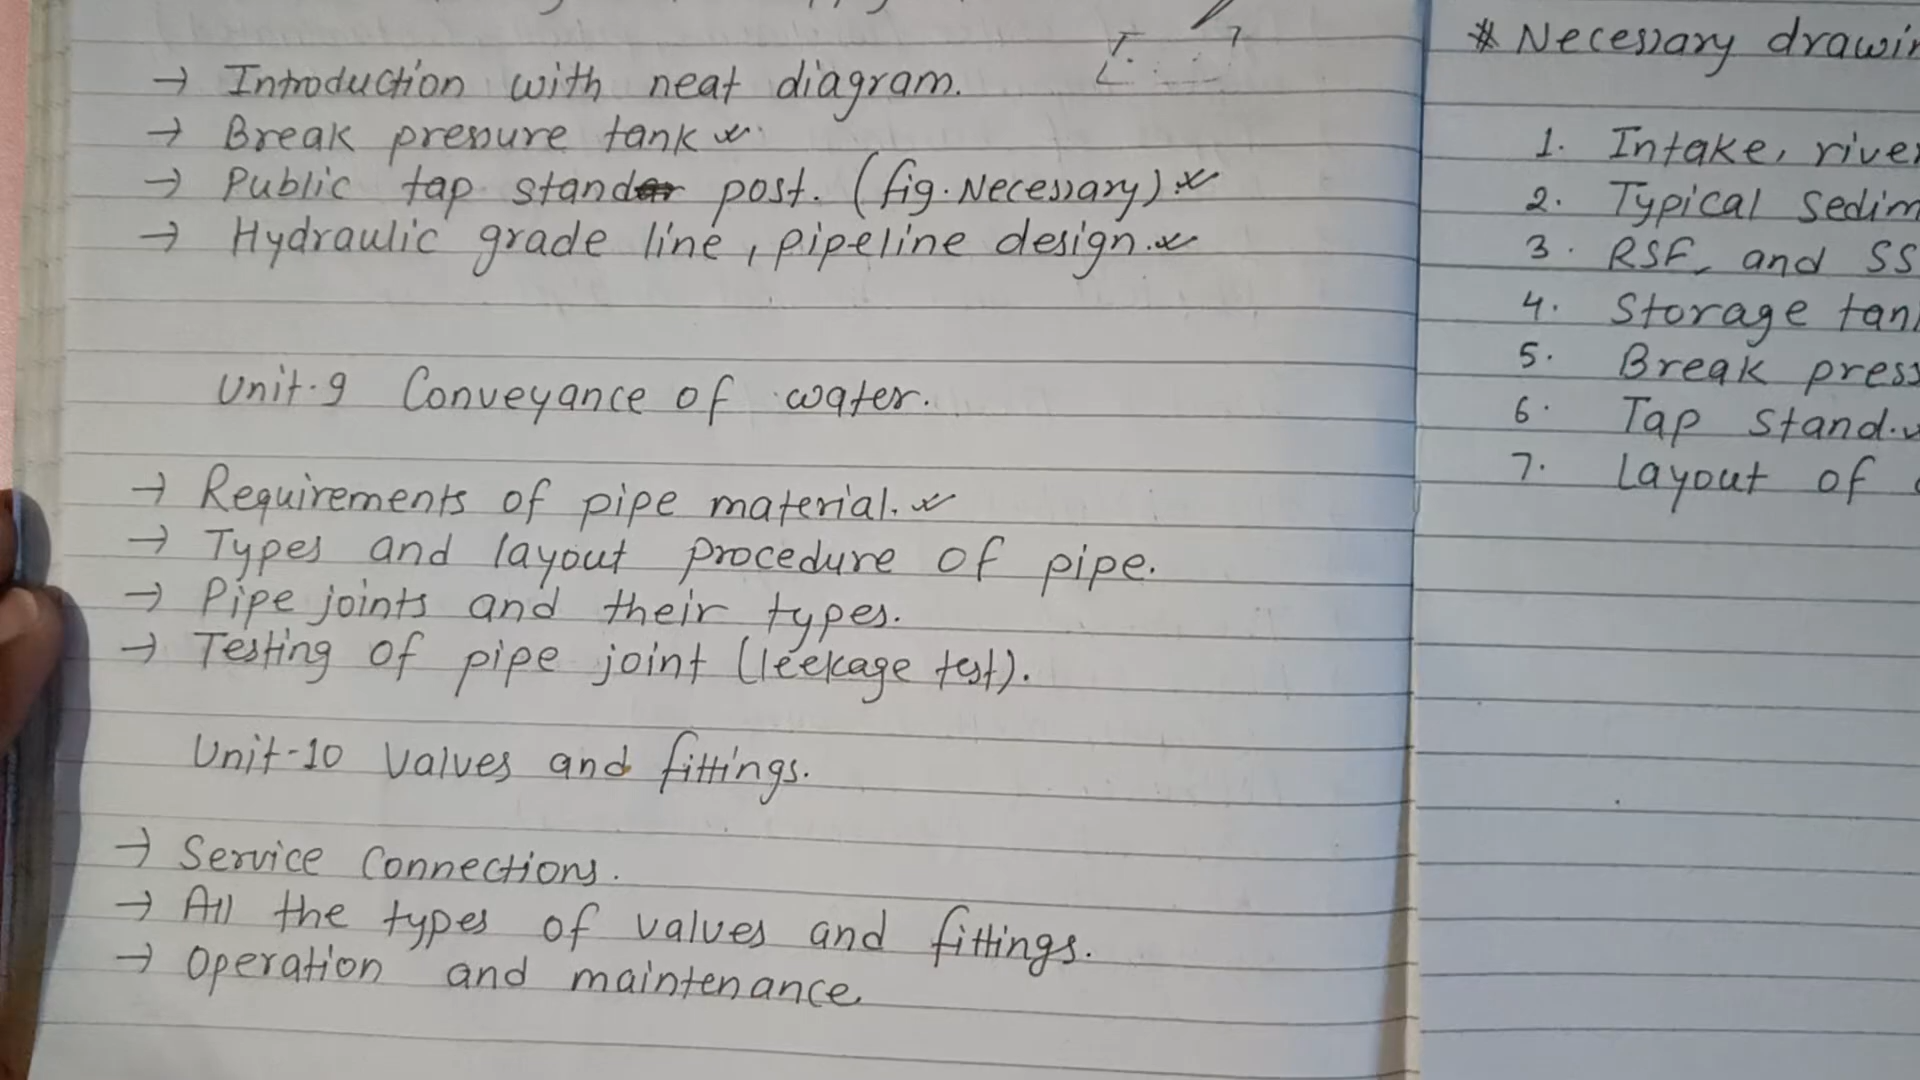 → Introduction with neat diagram.
→ Break pressure tank
→ Public tap stand post. (fig. Necessary)
→ Hydraulic grade line, pipeline design.
Unit-9 Conveyance of water.
→ Requirements of pipe material.
→ Types and layout procedure of pipe.
→ Pipe joints and their types.
→ Testing of pipe joint (leekage test).
Unit-10 Valves and fittings.
→ Service Connections.
→ All the types of valves and fittings.
→ Operation and maintenance
* Necessary
1. Intake, river
2. Typical
3. RSF, and
4. Storage
5. Break
6. Tap stand.
7. Layout of